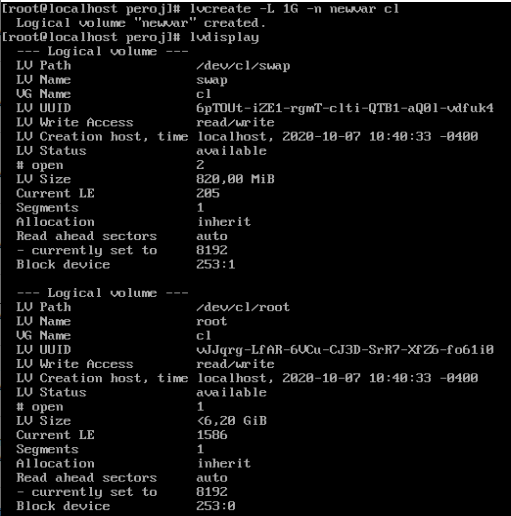 [root@localhost peroj]# lvcreate -L 1G -n newvar cl
Logical volume "newvar" created.
[root@localhost peroj]# lvdisplay
--- Logical volume ---
LV Path /dev/cl/swap
LV Name swap
VG Name cl
LV UUID 6pTOUt-iZE1-rgmT-clti-QTB1-aQ0l-vdfuk4
LV Write Access read/write
LV Creation host, time localhost, 2020-10-07 10:40:33 -0400
LV Status available
# open 2
LV Size 820,00 MiB
Current LE 205
Segments 1
Allocation inherit
Read ahead sectors auto
- currently set to 8192
Block device 253:1
--- Logical volume ---
LV Path /dev/cl/root
LV Name root
VG Name cl
LV UUID vJJqrg-LfAR-6VCu-CJ3D-SrR7-XfZ6-fo61i0
LV Write Access read/write
LV Creation host, time localhost, 2020-10-07 10:40:33 -0400
LV Status available
# open 1
LV Size <6,20 GiB
Current LE 1586
Segments 1
Allocation inherit
Read ahead sectors auto
- currently set to 8192
Block device 253:0